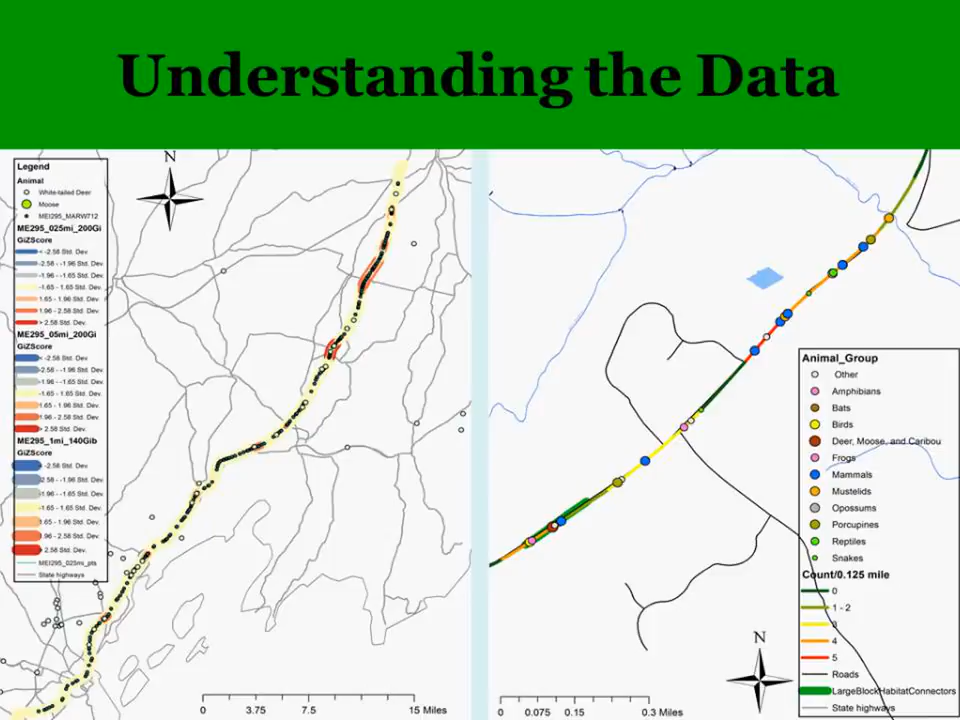 Understanding the Data
N
Legend
Animal
White-tailed Deer
Moose
MEI295_MARW712
ME295_025mi_200Gi
GiZScore
< -2.58 Std. Dev.
-2.58 - -1.96 Std. Dev.
-1.96 - -1.65 Std. Dev.
-1.65 - 1.65 Std. Dev.
1.65 - 1.96 Std. Dev.
1.96 - 2.58 Std. Dev.
> 2.58 Std. Dev.
ME295_05mi_200Gi
GiZScore
< -2.58 Std. Dev.
-2.58 - -1.96 Std. Dev.
-1.96 - -1.65 Std. Dev.
-1.65 - 1.65 Std. Dev.
1.65 - 1.96 Std. Dev.
1.96 - 2.58 Std. Dev.
> 2.58 Std. Dev.
ME295_1mi_140Gib
GiZScore
< -2.58 Std. Dev.
-2.58 - -1.96 Std. Dev.
-1.96 - -1.65 Std. Dev.
-1.65 - 1.65 Std. Dev.
1.65 - 1.96 Std. Dev.
1.96 - 2.58 Std. Dev.
> 2.58 Std. Dev.
MEI295_025mi_pts
State highways
0 3.75 7.5 15 Miles
Animal_Group
Other
Amphibians
Bats
Birds
Deer, Moose, and Caribou
Frogs
Mammals
Mustelids
Opossums
Porcupines
Reptiles
Snakes
Count/0.125 mile
0
1 - 2
3
4
5
Roads
LargeBlockHabitatConnectors
State highways
N
0 0.075 0.15 0.3 Miles